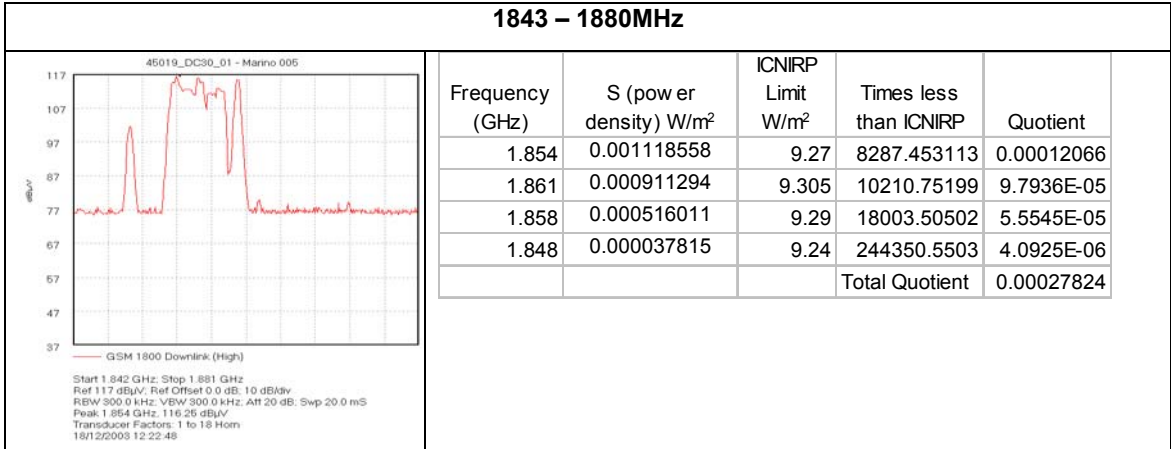 1843 – 1880MHz
45019_DC30_01 - Marino 005
117
107
97
87
77
67
57
47
37
dBµV
GSM 1800 Downlink (High)
Start 1.842 GHz; Stop 1.881 GHz
Ref 117 dBµV; Ref Offset 0.0 dB; 10 dB/div
RBW 300.0 kHz; VBW 300.0 kHz; Att 20 dB; Swp 20.0 mS
Peak 1.854 GHz, 116.25 dBµV
Transducer Factors: 1 to 18 Horn
18/12/2003 12:22:48
Frequency (GHz) S (pow er density) W/m² ICNIRP Limit W/m² Times less than ICNIRP Quotient
1.854 0.001118558 9.27 8287.453113 0.00012066
1.861 0.000911294 9.305 10210.75199 9.7936E-05
1.858 0.000516011 9.29 18003.50502 5.5545E-05
1.848 0.000037815 9.24 244350.5503 4.0925E-06
Total Quotient 0.00027824